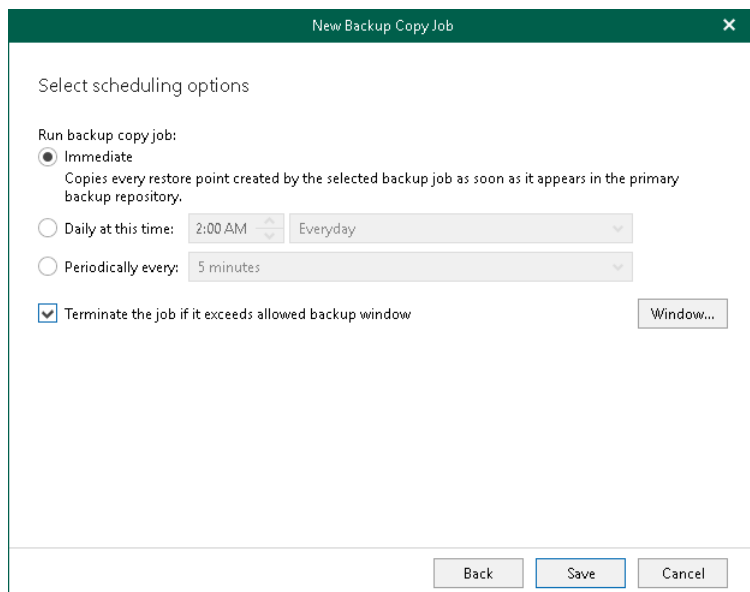 New Backup Copy Job
Select scheduling options
Run backup copy job:
Immediate
Copies every restore point created by the selected backup job as soon as it appears in the primary
backup repository.
Daily at this time: 2:00 AM Everyday
Periodically every: 5 minutes
Terminate the job if it exceeds allowed backup window Window...
Back Save Cancel